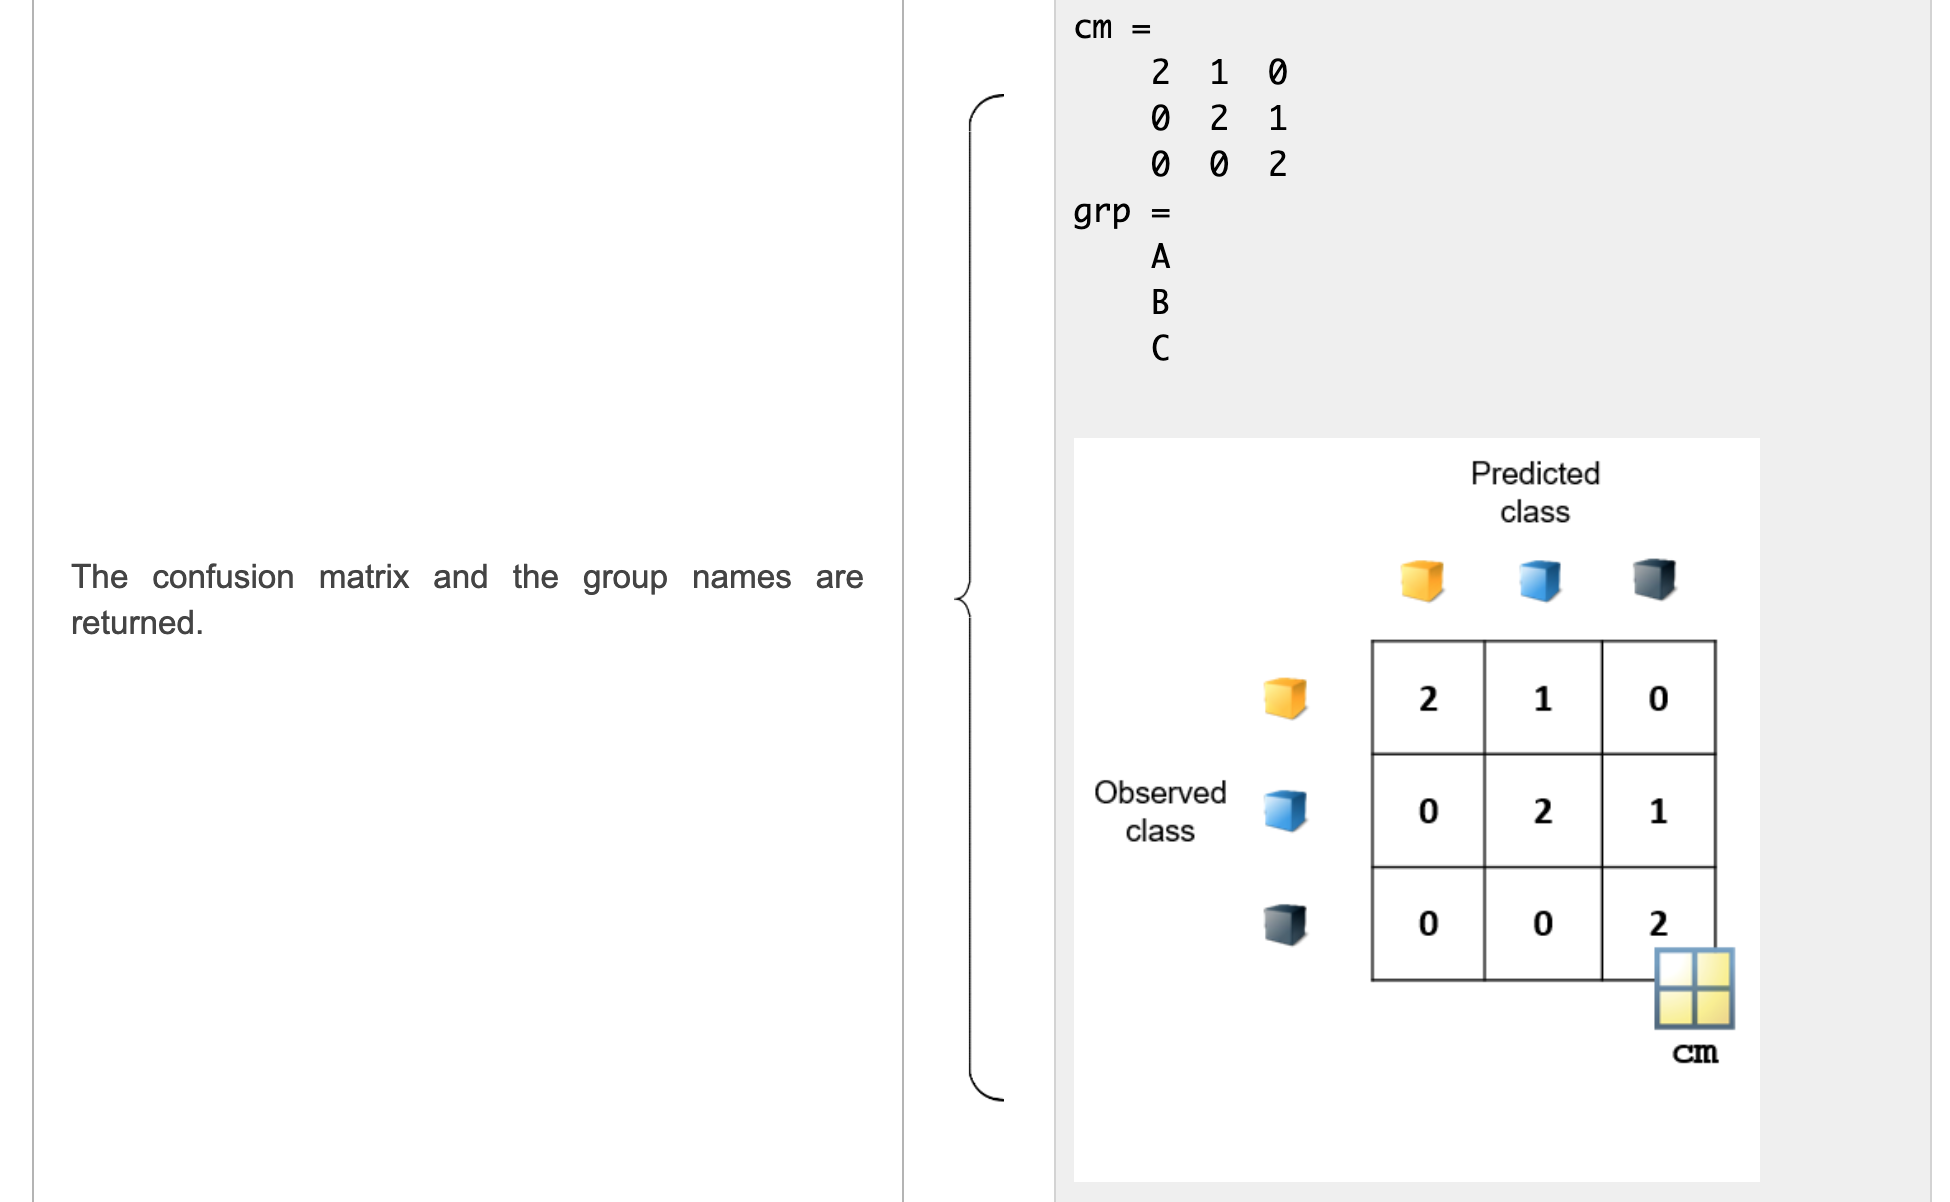 The confusion matrix and the group names are
returned.
cm =
2 1 0
0 2 1
0 0 2
grp =
A
B
C
Predicted
class
2 1 0
Observed
class
0 2 1
0 0 2
cm